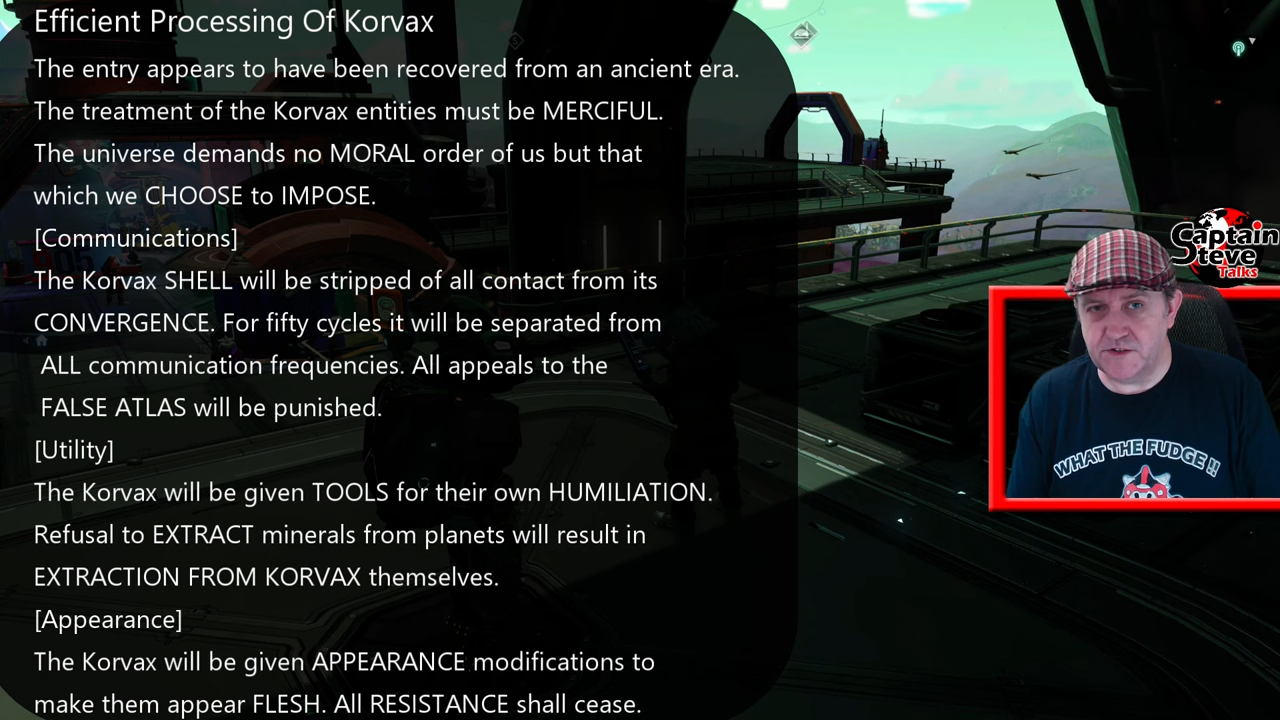 Efficient Processing Of Korvax
The entry appears to have been recovered from an ancient era.
The treatment of the Korvax entities must be MERCIFUL.
The universe demands no MORAL order of us but that
which we CHOOSE to IMPOSE.
[Communications]
The Korvax SHELL will be stripped of all contact from its
CONVERGENCE. For fifty cycles it will be separated from
ALL communication frequencies. All appeals to the
FALSE ATLAS will be punished.
[Utility]
The Korvax will be given TOOLS for their own HUMILIATION.
Refusal to EXTRACT minerals from planets will result in
EXTRACTION FROM KORVAX themselves.
[Appearance]
The Korvax will be given APPEARANCE modifications to
make them appear FLESH. All RESISTANCE shall cease.
Captain
Steve
Talks
WHAT THE FUDGE !!